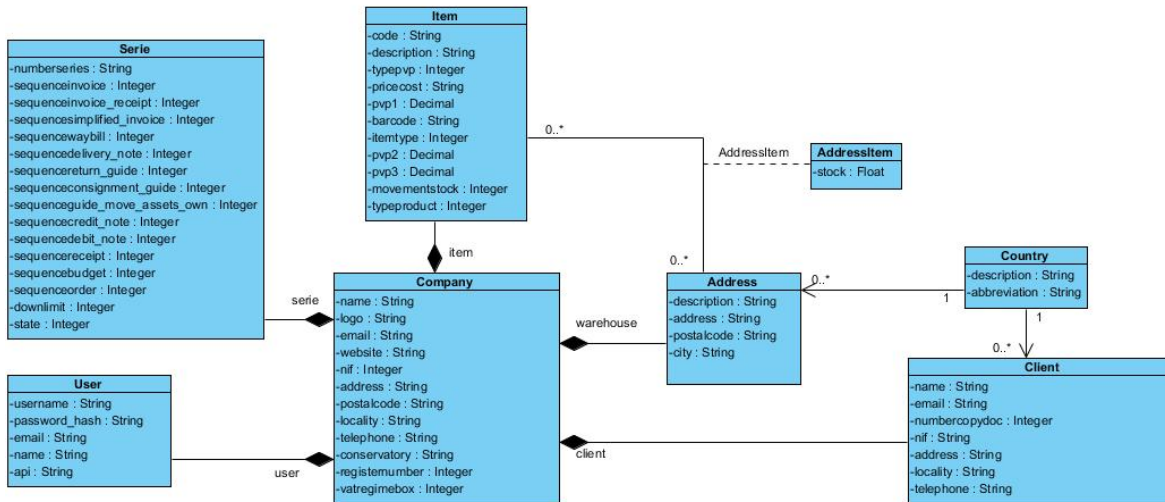 Serie
-numberseries : String
-sequenceinvoice : Integer
-sequenceinvoice_receipt : Integer
-sequencesimplified_invoice : Integer
-sequencewaybill : Integer
-sequencedelivery_note : Integer
-sequencereturn_guide : Integer
-sequenceconsignment_guide : Integer
-sequenceguide_move_assets_own : Integer
-sequencecredit_note : Integer
-sequencedebit_note : Integer
-sequencereceipt : Integer
-sequencebudget : Integer
-sequenceorder : Integer
-downlimit : Integer
-state : Integer
Item
-code : String
-description : String
-typepvp : Integer
-pricecost : String
-pvp1 : Decimal
-barcode : String
-itemtype : Integer
-pvp2 : Decimal
-pvp3 : Decimal
-movementstock : Integer
-typeproduct : Integer
0..*
AddressItem
AddressItem
-stock : Float
item
0..*
serie
Company
-name : String
-logo : String
-email : String
-website : String
-nif : Integer
-address : String
-postalcode : String
-locality : String
-telephone : String
-conservatory : String
-registernumber : Integer
-vatregimebox : Integer
warehouse
Address
-description : String
-address : String
-postalcode : String
-city : String
0..*
1
Country
-description : String
-abbreviation : String
1
0..*
User
-username : String
-password_hash : String
-email : String
-name : String
-api : String
user
client
Client
-name : String
-email : String
-numbercopydoc : Integer
-nif : String
-address : String
-locality : String
-telephone : String